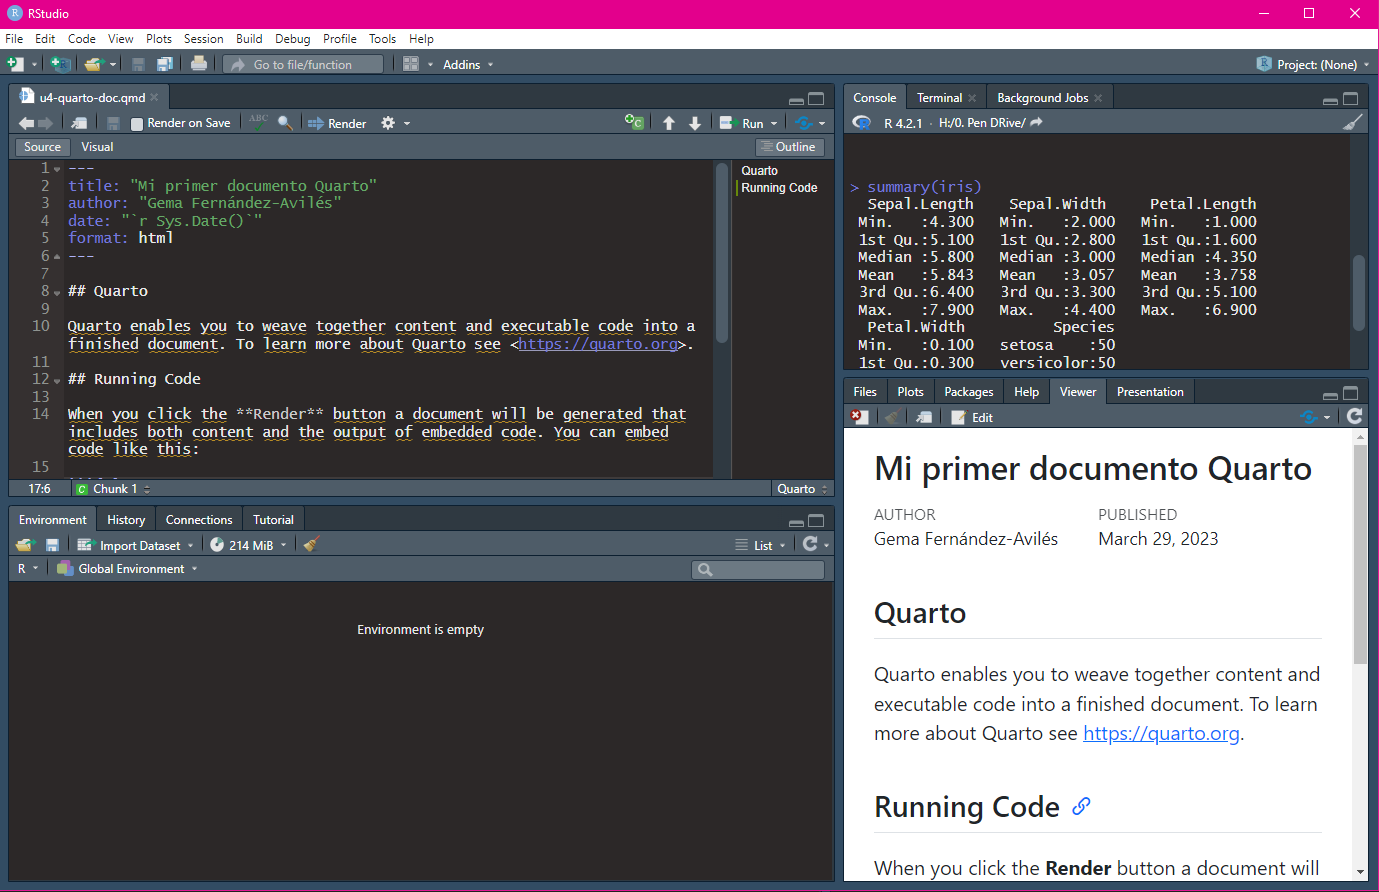 RStudio
File Edit Code View Plots Session Build Debug Profile Tools Help
Go to file/function Addins Project: (None)
u4-quarto-doc.qmd
Render on Save ABC Render Run
Source Visual Outline
1 ---
2 title: "Mi primer documento Quarto"
3 author: "Gema Fernández-Avilés"
4 date: "`r Sys.Date()`"
5 format: html
6 ---
7
8 ## Quarto
9
10 Quarto enables you to weave together content and executable code into a
finished document. To learn more about Quarto see <https://quarto.org>.
11
12 ## Running Code
13
14 When you click the **Render** button a document will be generated that
includes both content and the output of embedded code. You can embed
code like this:
15
Quarto
Running Code
17:6 Chunk 1 Quarto
Environment History Connections Tutorial
Import Dataset 214 MiB List
R Global Environment
Environment is empty
Console Terminal Background Jobs
R 4.2.1 · H:/0. Pen DRive/
> summary(iris)
Sepal.Length Sepal.Width Petal.Length
Min. :4.300 Min. :2.000 Min. :1.000
1st Qu.:5.100 1st Qu.:2.800 1st Qu.:1.600
Median :5.800 Median :3.000 Median :4.350
Mean :5.843 Mean :3.057 Mean :3.758
3rd Qu.:6.400 3rd Qu.:3.300 3rd Qu.:5.100
Max. :7.900 Max. :4.400 Max. :6.900
Petal.Width Species
Min. :0.100 setosa :50
1st Qu.:0.300 versicolor:50
Files Plots Packages Help Viewer Presentation
Edit
Mi primer documento Quarto
AUTHOR PUBLISHED
Gema Fernández-Avilés March 29, 2023
Quarto
Quarto enables you to weave together content and
executable code into a finished document. To learn
more about Quarto see https://quarto.org.
Running Code
When you click the Render button a document will